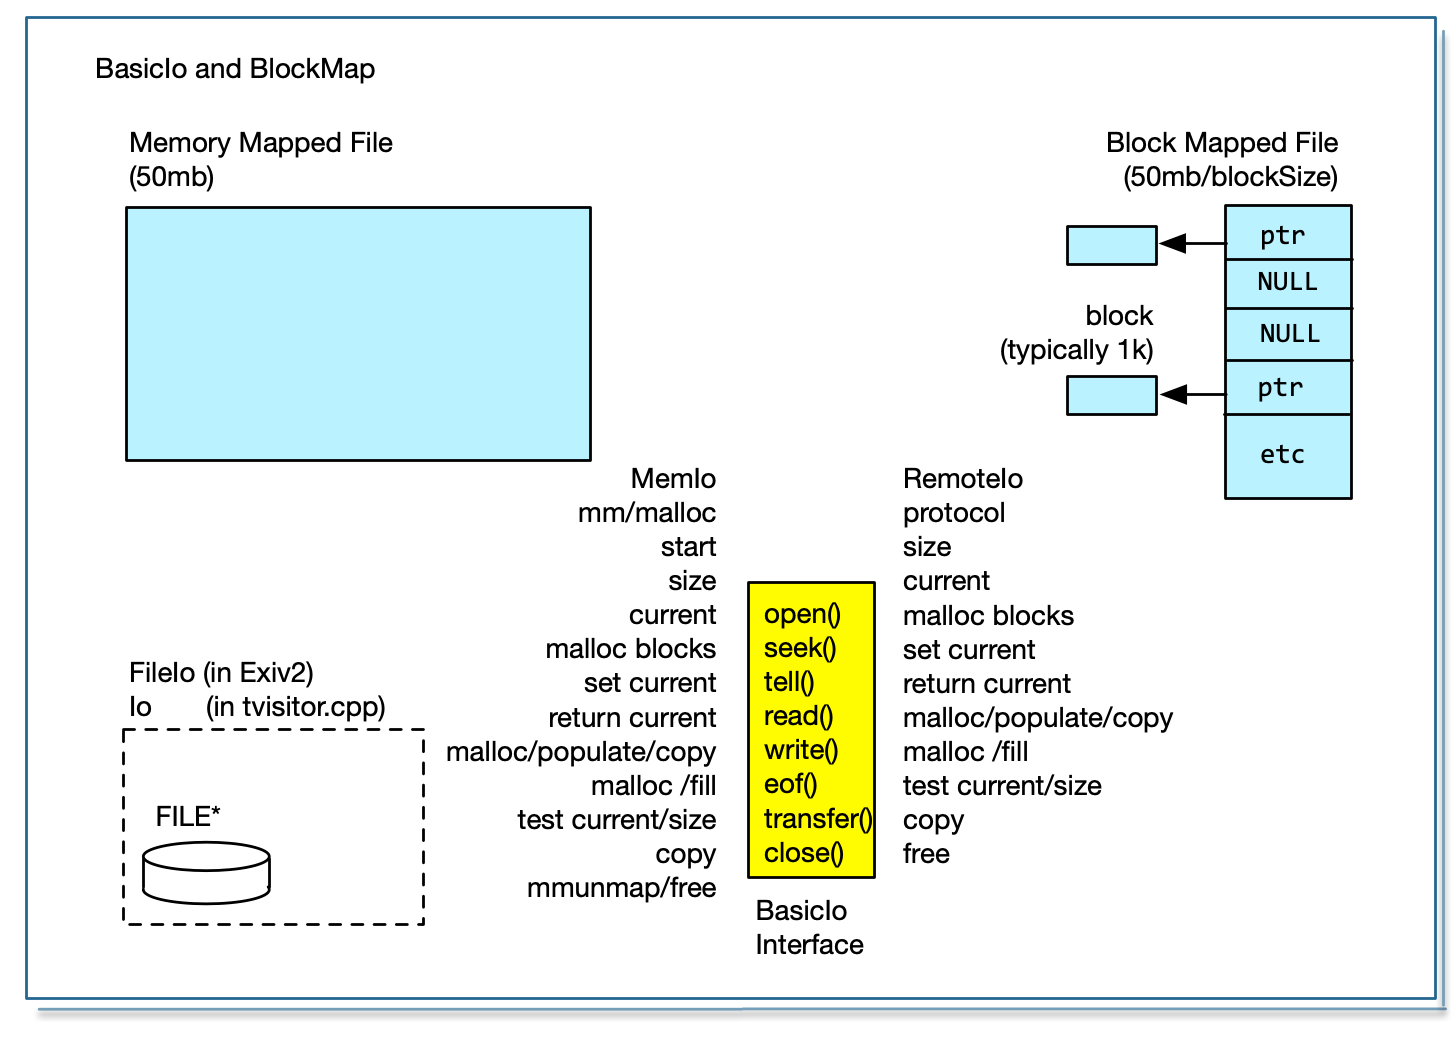 BasicIo and BlockMap
Memory Mapped File
(50mb)
Block Mapped File
(50mb/blockSize)
ptr
NULL
NULL
ptr
etc
block
(typically 1k)
MemIo
mm/malloc
start
size
current
malloc blocks
set current
return current
malloc/populate/copy
malloc /fill
test current/size
copy
mmunmap/free
open()
seek()
tell()
read()
write()
eof()
transfer()
close()
BasicIo
Interface
RemoteIo
protocol
size
current
malloc blocks
set current
return current
malloc/populate/copy
malloc /fill
test current/size
copy
free
FileIo (in Exiv2)
Io (in tvisitor.cpp)
FILE*